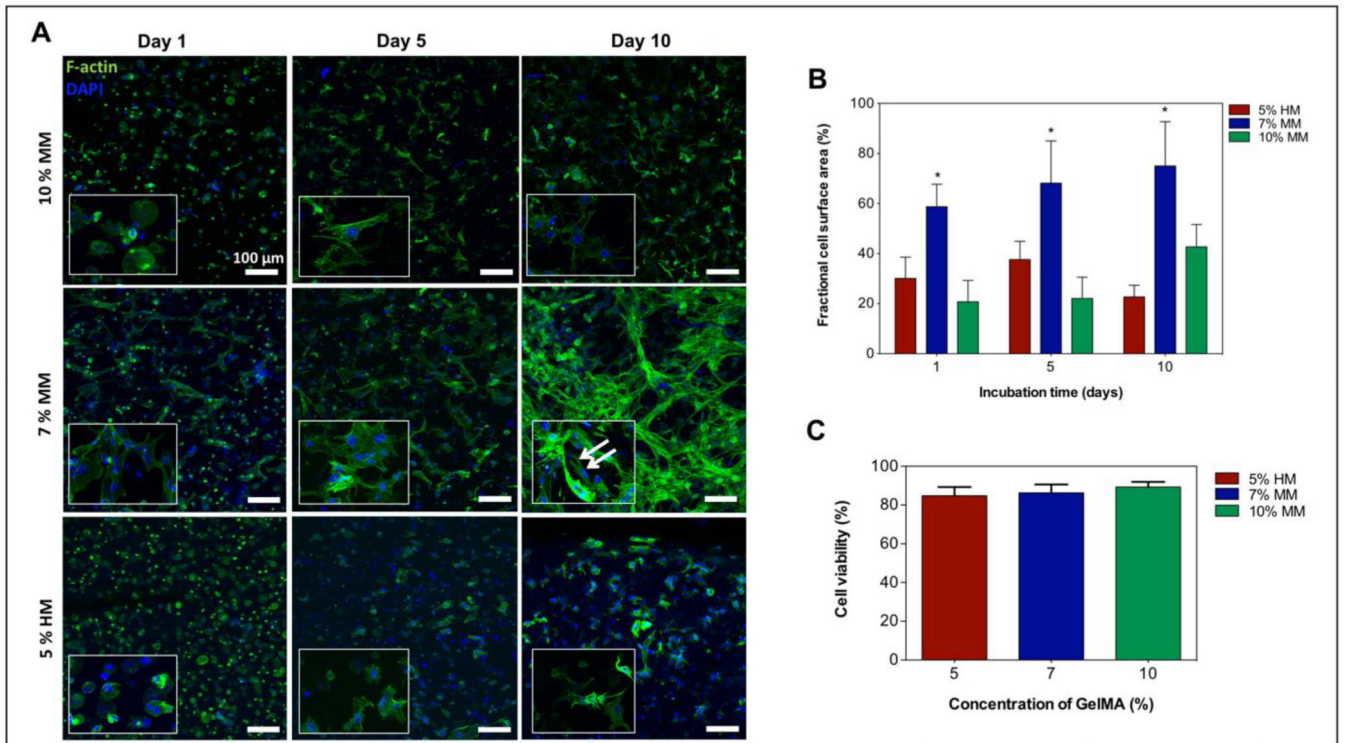 A
Day 1
Day 5
Day 10
F-actin
DAPI
10 % MM
100 µm
7 % MM
5 % HM
B
Fractional cell surface area (%)
100
80
60
40
20
0
*
*
*
1
5
10
Incubation time (days)
5% HM
7% MM
10% MM
C
Cell viability (%)
100
80
60
40
20
0
5
7
10
Concentration of GelMA (%)
5% HM
7% MM
10% MM